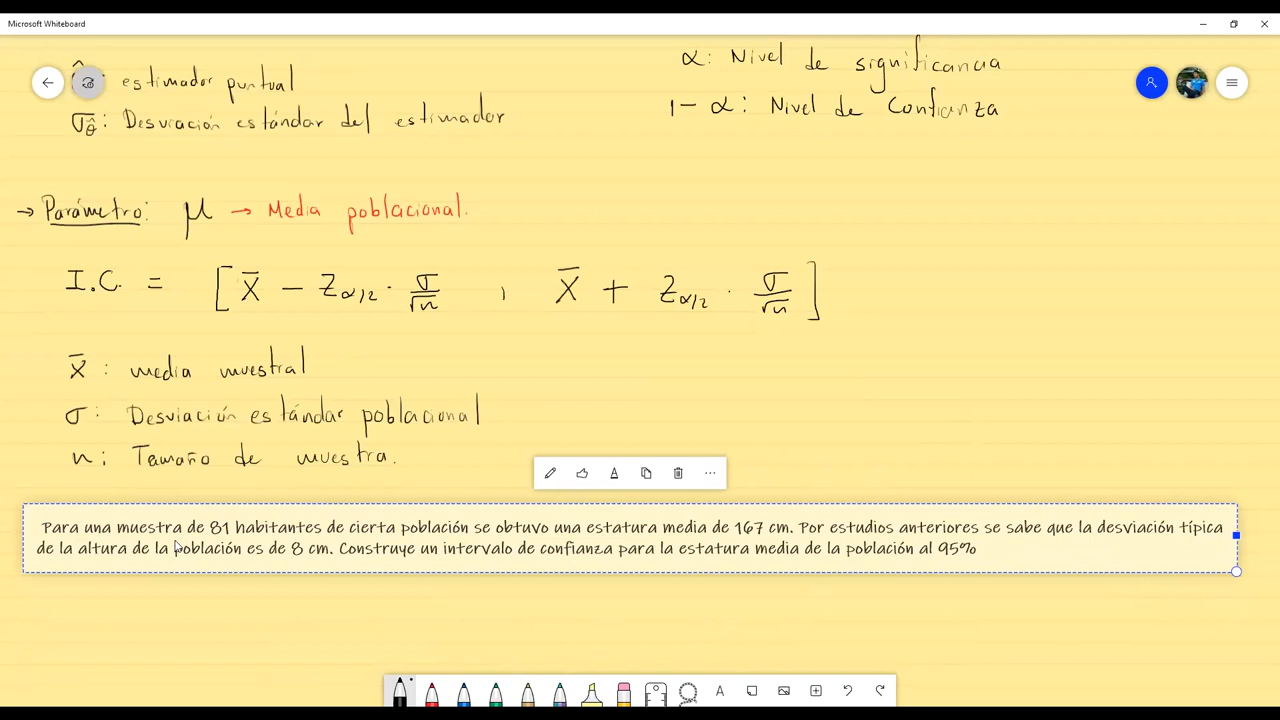 Microsoft Whiteboard
: estimador puntual
σθ̂: Desviación estándar del estimador
α: Nivel de significancia
1 - α: Nivel de Confianza
→ Parámetro: μ → Media poblacional.
I.C. = [X̄ - Zα/2 · σ/√n , X̄ + Zα/2 · σ/√n]
X̄: media muestral
σ: Desviación estándar poblacional
n: Tamaño de muestra.
Para una muestra de 81 habitantes de cierta población se obtuvo una estatura media de 167 cm. Por estudios anteriores se sabe que la desviación típica
de la altura de la población es de 8 cm. Construye un intervalo de confianza para la estatura media de la población al 95%